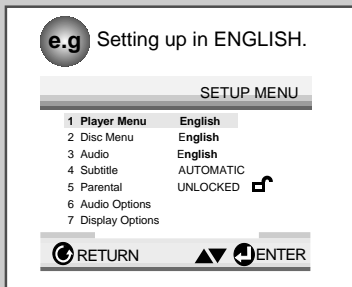 e.g Setting up in ENGLISH.
SETUP MENU
1 Player Menu English
2 Disc Menu English
3 Audio English
4 Subtitle AUTOMATIC
5 Parental UNLOCKED
6 Audio Options
7 Display Options
RETURN ▲▼ ENTER